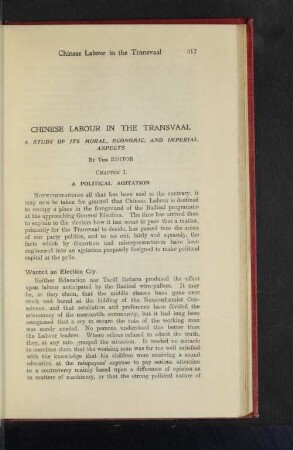 Chinese Labour in the Transvaal 417
CHINESE LABOUR IN THE TRANSVAAL
A STUDY OF ITS MORAL, ECONOMIC, AND IMPERIAL
ASPECTS
BY THE EDITOR
CHAPTER I.
A POLITICAL AGITATION
NOTWITHSTANDING all that has been said to the contrary, it
may now be taken for granted that Chinese Labour is destined
to occupy a place in the foreground of the Radical programme
at the approaching General Election. The time has arrived then
to explain to the electors how it has come to pass that a matter,
primarily for the Transvaal to decide, has passed into the arena
of our party politics, and to set out, fairly and squarely, the
facts which by distortion and misrepresentation have been
engineered into an agitation purposely designed to make political
capital at the polls.
Wanted an Election Cry.
Neither Education nor Tariff Reform produced the effect
upon labour anticipated by the Radical wire-pullers. It may
be, as they claim, that the middle classes have gone over
stock and barrel at the bidding of the Nonconformist Con-
science, and that retaliation and preference have divided the
adherency of the mercantile community, but it had long been
recognised that a cry to secure the vote of the working man
was sorely needed. No persons understand this better than
the Labour leaders. Where others refused to admit the truth,
they, at any rate, grasped the situation. It needed no miracle
to convince them that the working man was far too well satisfied
with the knowledge that his children were receiving a sound
education at the ratepayers' expense to pay serious attention
to a controversy mainly based upon a difference of opinion as
to matters of machinery, or that the strong political nature of